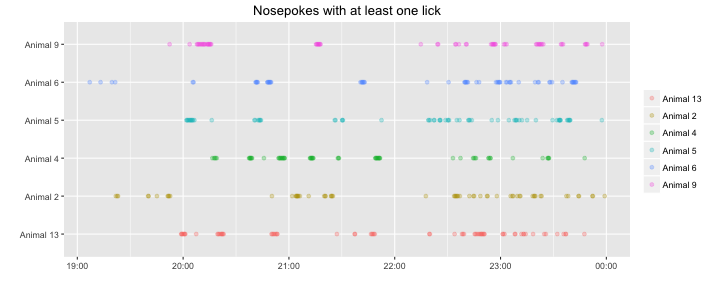 Nosepokes with at least one lick
Animal 9
Animal 6
Animal 5
Animal 4
Animal 2
Animal 13
19:00 20:00 21:00 22:00 23:00 00:00
Animal 13
Animal 2
Animal 4
Animal 5
Animal 6
Animal 9